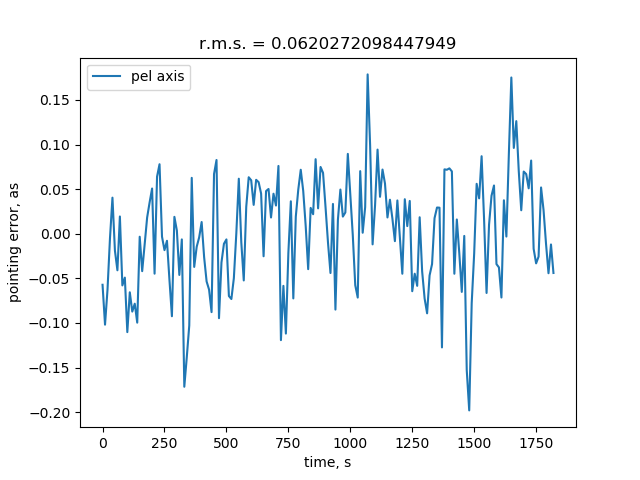 r.m.s. = 0.0620272098447949
pel axis
0.15
0.10
0.05
0.00
−0.05
−0.10
−0.15
−0.20
pointing error, as
0 250 500 750 1000 1250 1500 1750
time, s